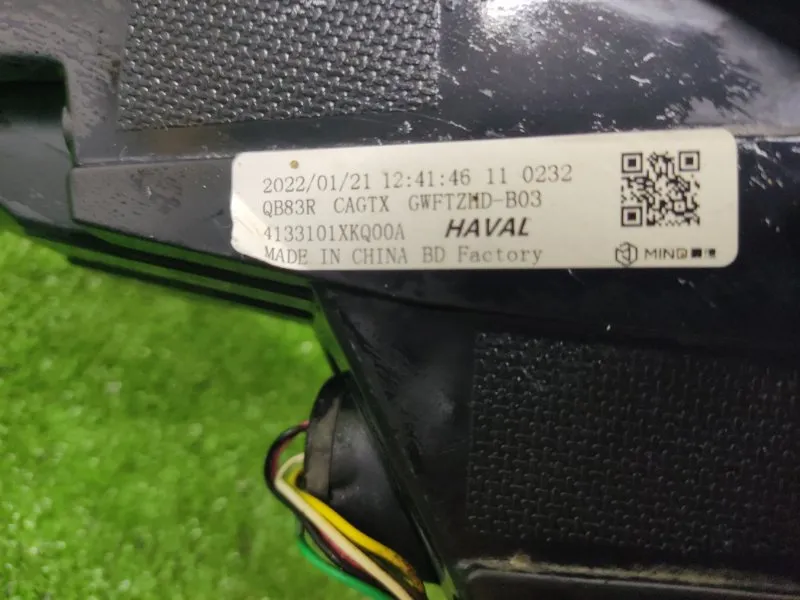 2022/01/21 12:41:46 11 0232
QB83R CAGTX GWFTZMD-B03
4133101XKQ00A HAVAL
MADE IN CHINA BD Factory MIND